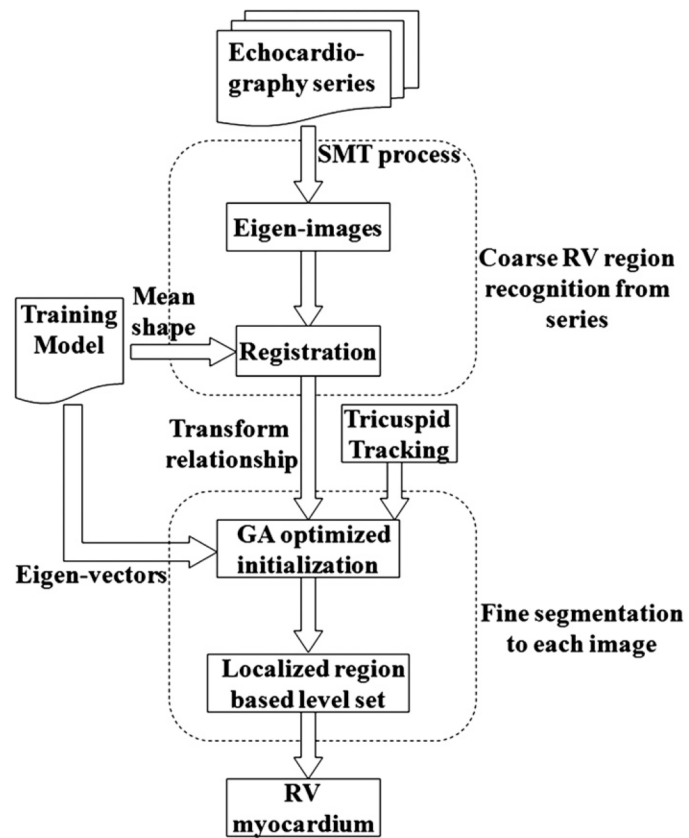 Echocardio-
graphy series
SMT process
Eigen-images
Coarse RV region
recognition from
series
Training
Model
Mean
shape
Registration
Transform
relationship
Tricuspid
Tracking
GA optimized
initialization
Eigen-vectors
Fine segmentation
to each image
Localized region
based level set
RV
myocardium